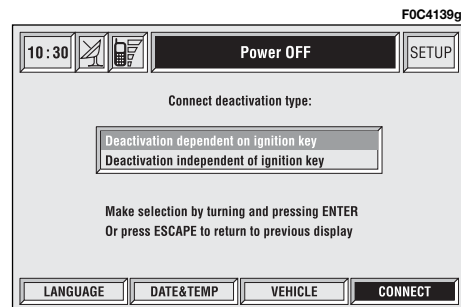 F0C4139g
10:30 Power OFF SETUP
Connect deactivation type:
Deactivation dependent on ignition key
Deactivation independent of ignition key
Make selection by turning and pressing ENTER
Or press ESCAPE to return to previous display
LANGUAGE DATE&TEMP VEHICLE CONNECT